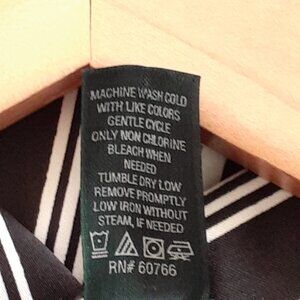 MACHINE WASH COLD
WITH LIKE COLORS
GENTLE CYCLE
ONLY NON CHLORINE
BLEACH WHEN
NEEDED
TUMBLE DRY LOW
REMOVE PROMPTLY
LOW IRON WITHOUT
STEAM, IF NEEDED
RN# 60766